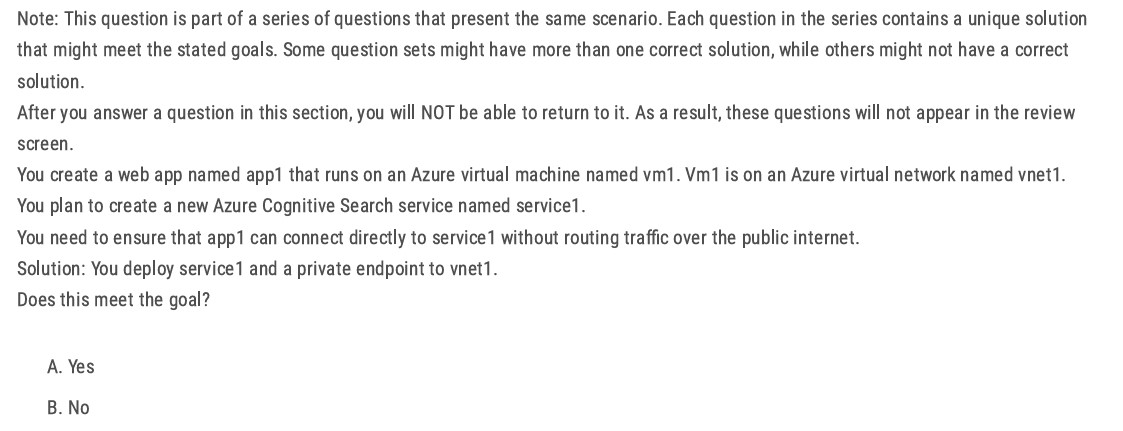 Note: This question is part of a series of questions that present the same scenario. Each question in the series contains a unique solution
that might meet the stated goals. Some question sets might have more than one correct solution, while others might not have a correct
solution.
After you answer a question in this section, you will NOT be able to return to it. As a result, these questions will not appear in the review
screen.
You create a web app named app1 that runs on an Azure virtual machine named vm1. Vm1 is on an Azure virtual network named vnet1.
You plan to create a new Azure Cognitive Search service named service1.
You need to ensure that app1 can connect directly to service1 without routing traffic over the public internet.
Solution: You deploy service1 and a private endpoint to vnet1.
Does this meet the goal?
A. Yes
B. No